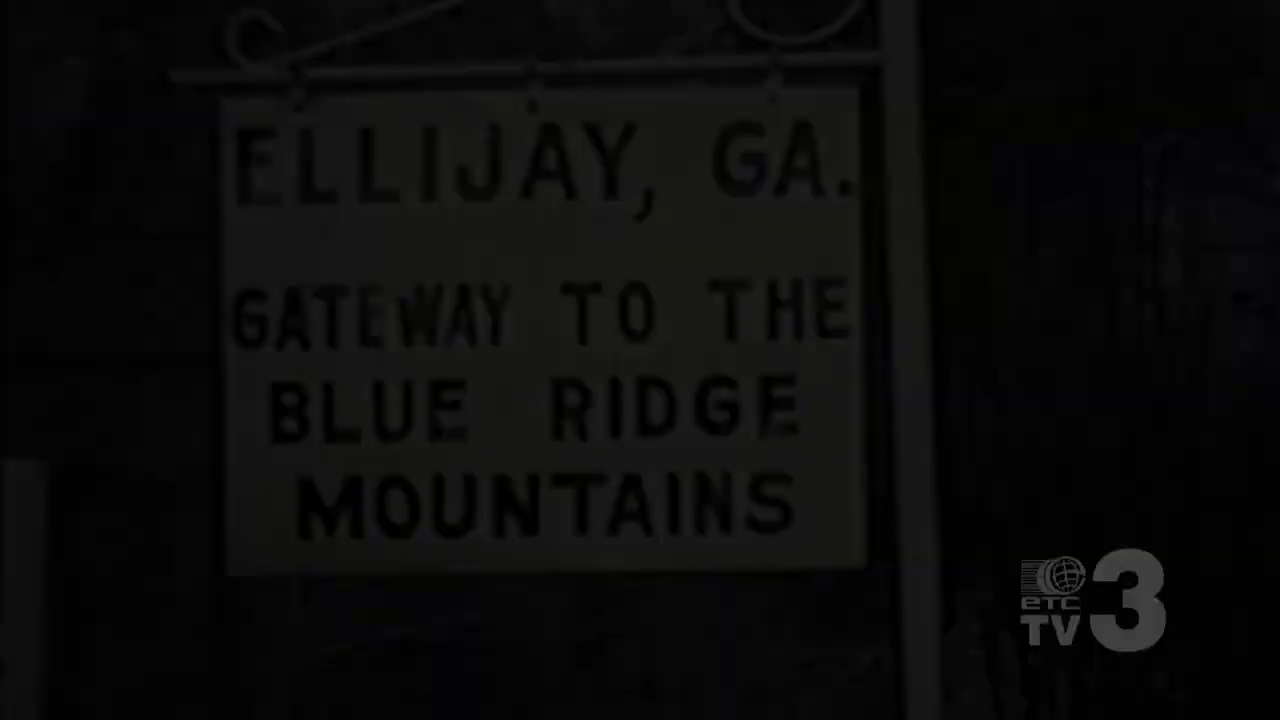 ELLIJAY, GA.
GATEWAY TO THE
BLUE RIDGE
MOUNTAINS
etc
TV 3